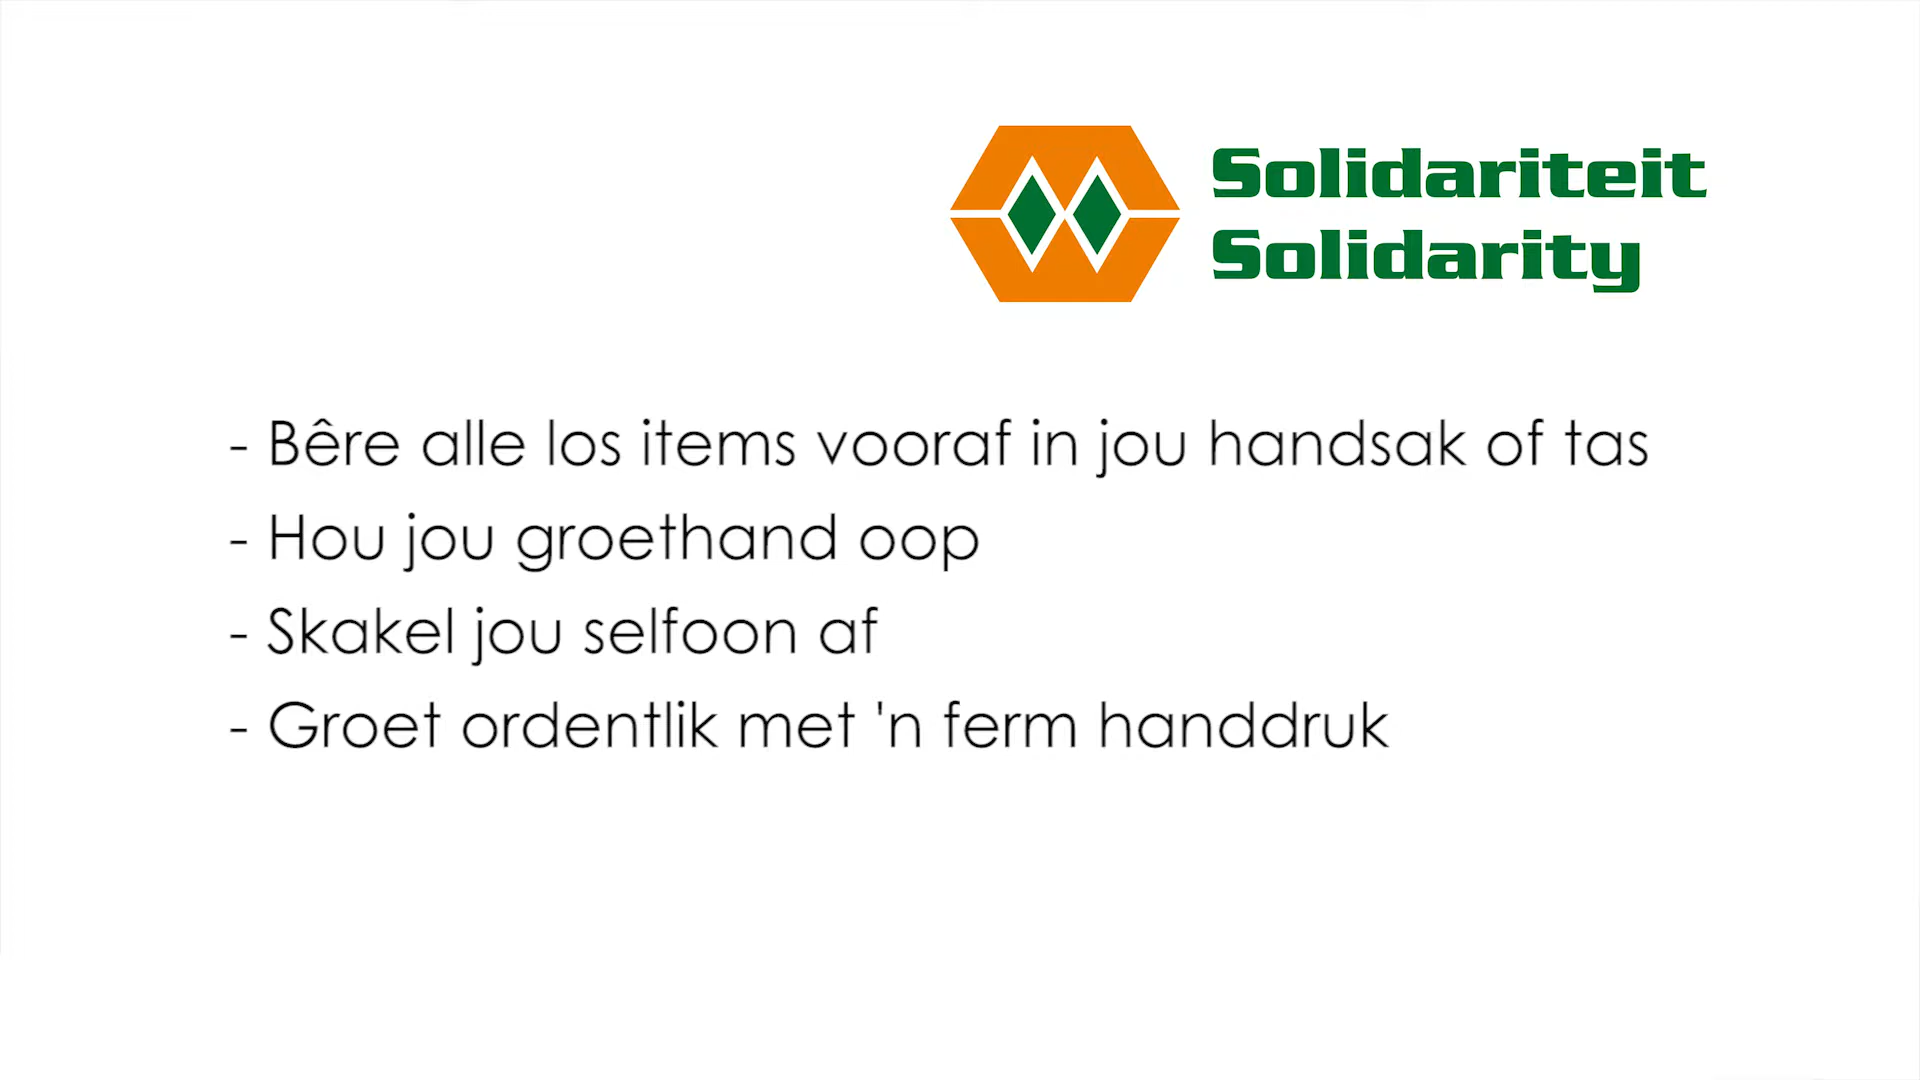 Solidariteit
Solidarity
- Bêre alle los items vooraf in jou handsak of tas
- Hou jou groethand oop
- Skakel jou selfoon af
- Groet ordentlik met 'n ferm handdruk